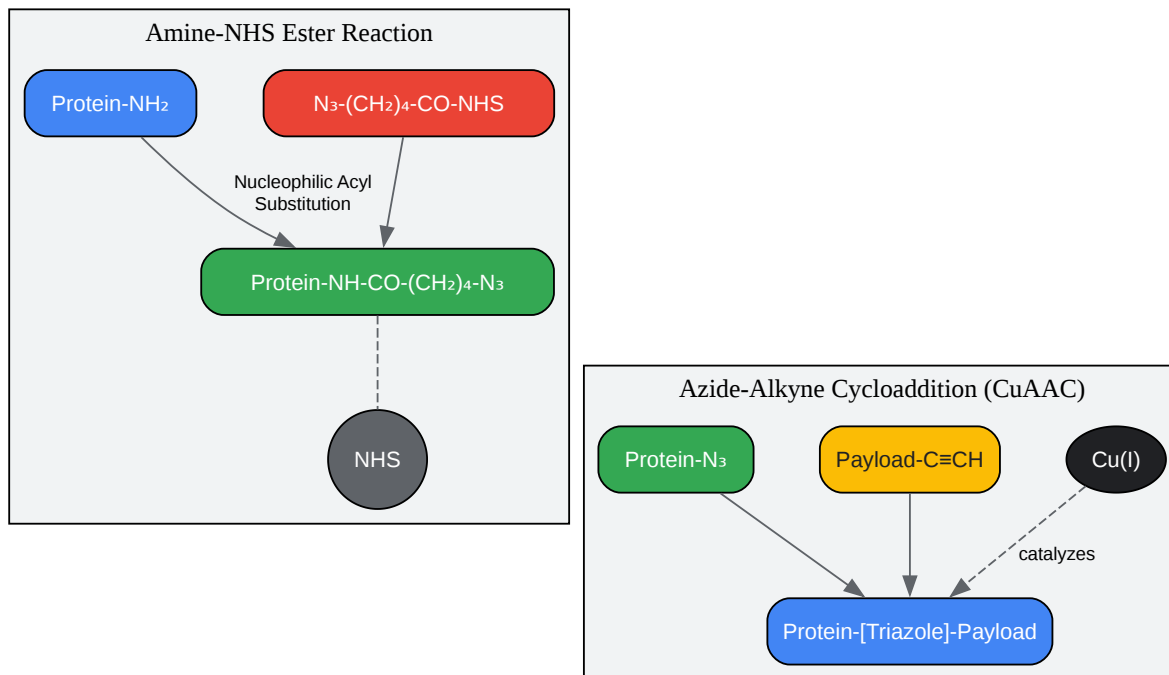 Amine-NHS Ester Reaction
Protein-NH₂
N₃-(CH₂)₄-CO-NHS
Nucleophilic Acyl
Substitution
Protein-NH-CO-(CH₂)₄-N₃
NHS
Azide-Alkyne Cycloaddition (CuAAC)
Protein-N₃
Payload-C≡CH
Cu(I)
catalyzes
Protein-[Triazole]-Payload